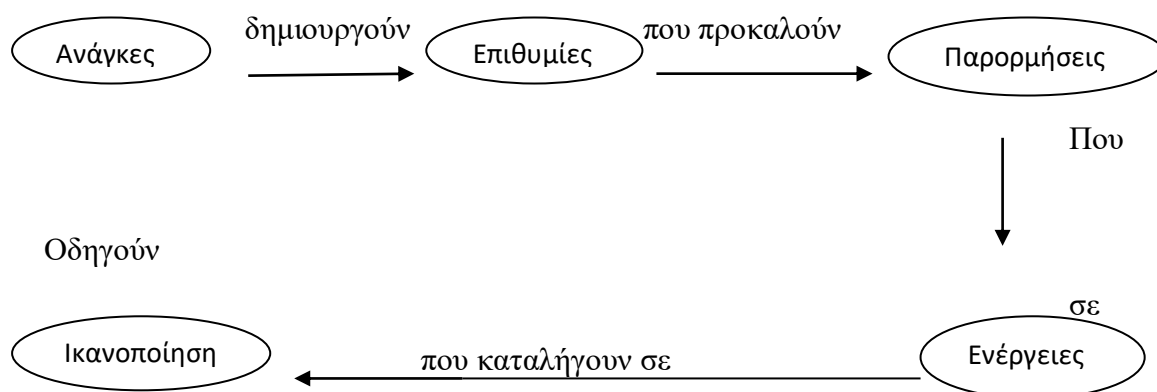 Ανάγκες
δημιουργούν
Επιθυμίες
που προκαλούν
Παρορμήσεις
Που
Οδηγούν
σε
Ενέργειες
που καταλήγουν σε
Ικανοποίηση